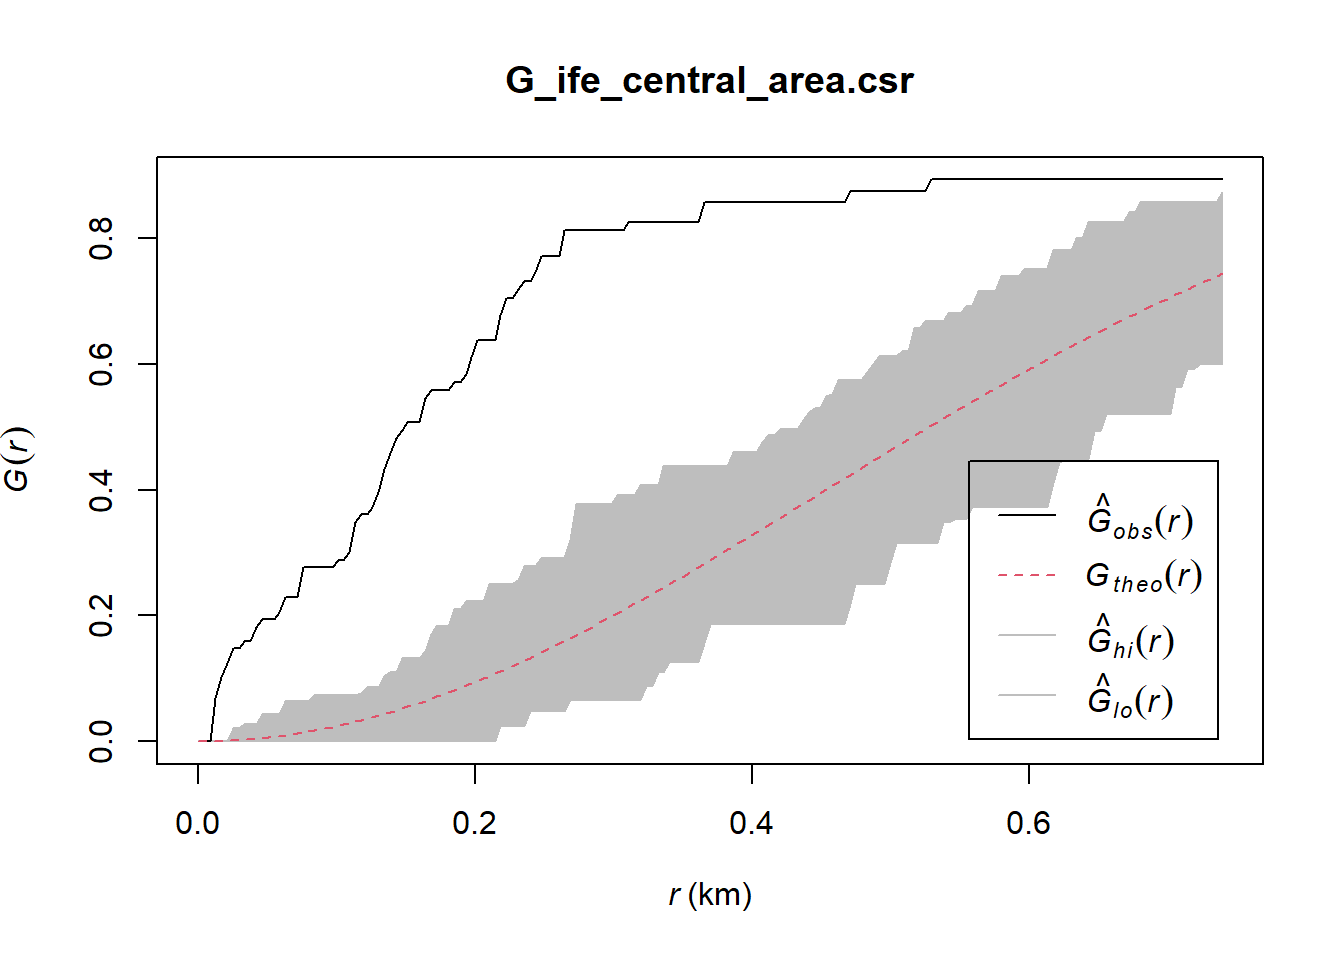 G_ife_central_area.csr
G(r)
0.0
0.2
0.4
0.6
0.8
0.0 0.2 0.4 0.6
r (km)
Ĝobs(r)
Gtheo(r)
Ĝhi(r)
Ĝlo(r)